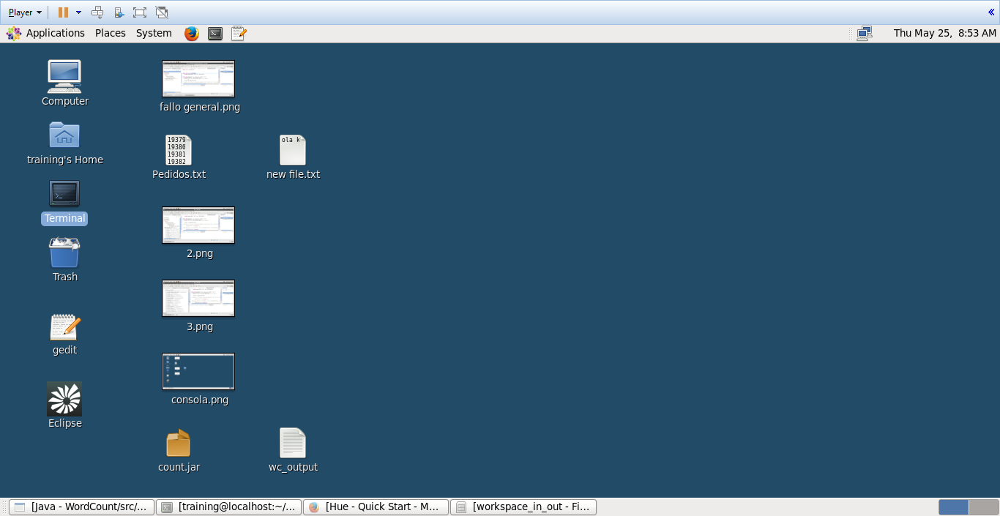 Player
Applications Places System Thu May 25, 8:53 AM
Computer
fallo general.png
training's Home
19379
19380
19381
19382
Pedidos.txt
ola k
new file.txt
Terminal
2.png
Trash
3.png
gedit
consola.png
Eclipse
count.jar
wc_output
[Java - WordCount/src/... [training@localhost:~/... [Hue - Quick Start - M... [workspace_in_out - Fi...